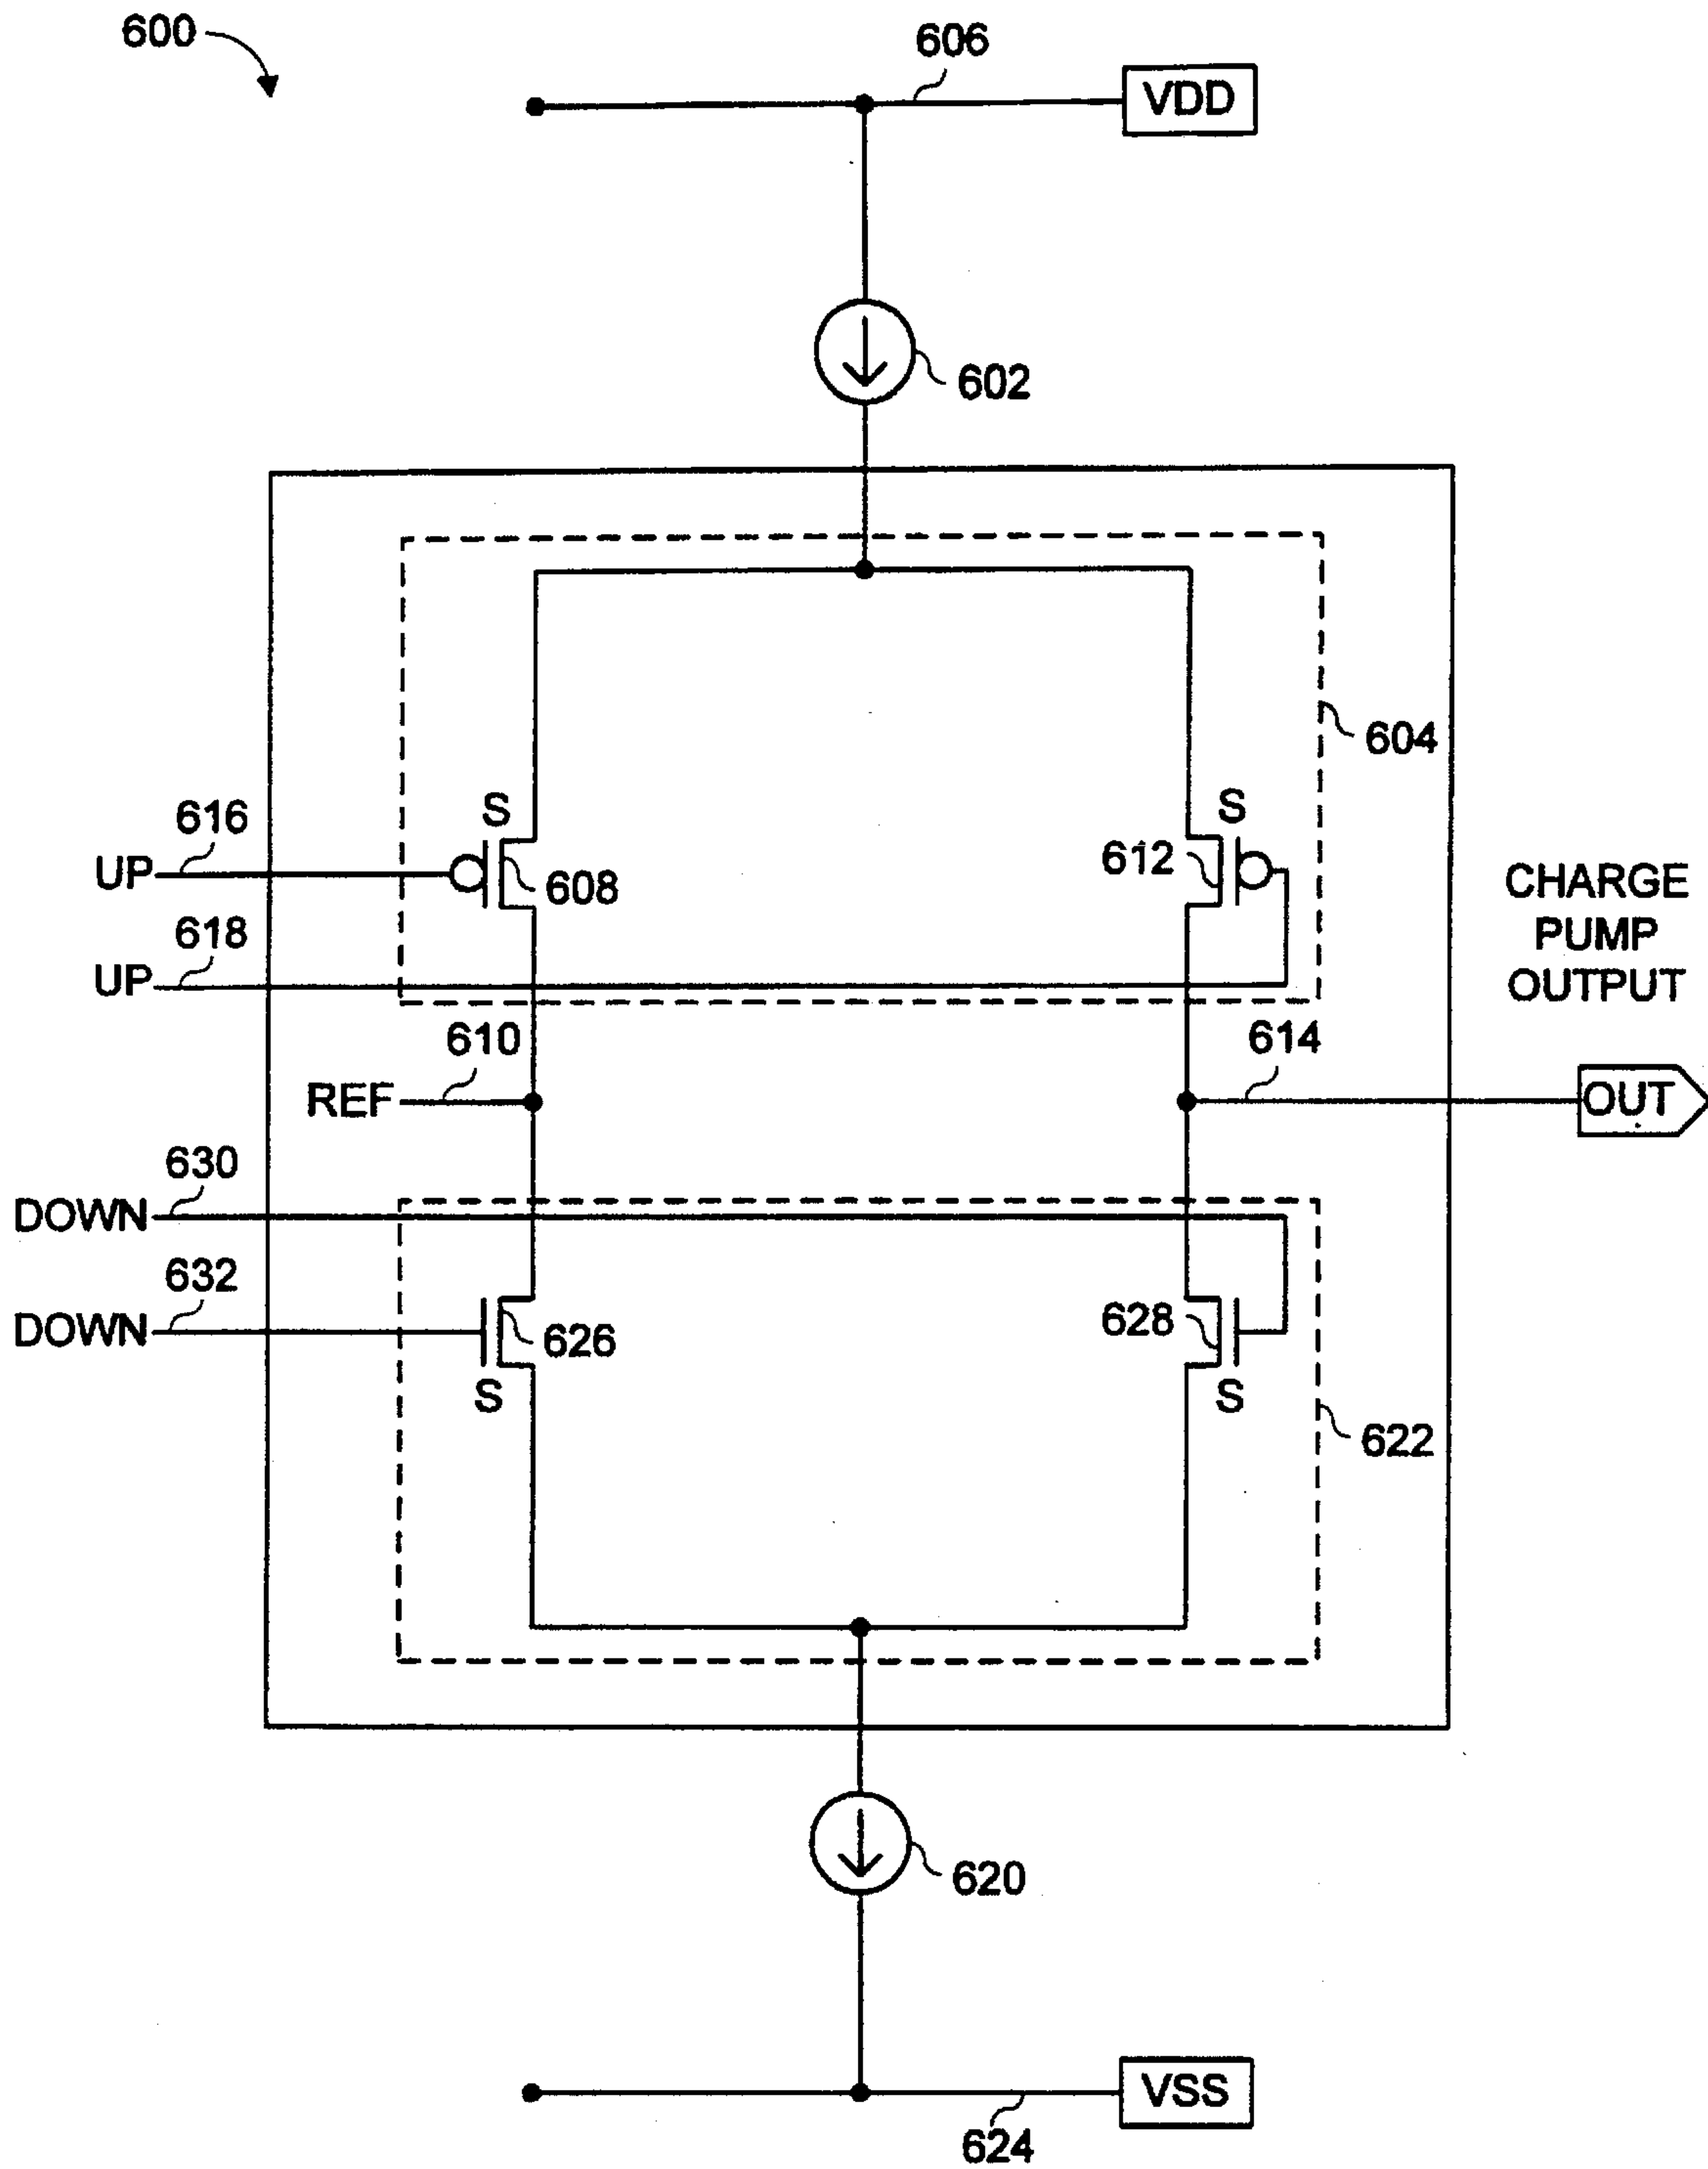 600
606
VDD
602
604
S
S
616
UP
608
612
CHARGE
PUMP
OUTPUT
618
UP
610
REF
614
OUT
630
DOWN
632
DOWN
626
628
S
S
622
620
VSS
624